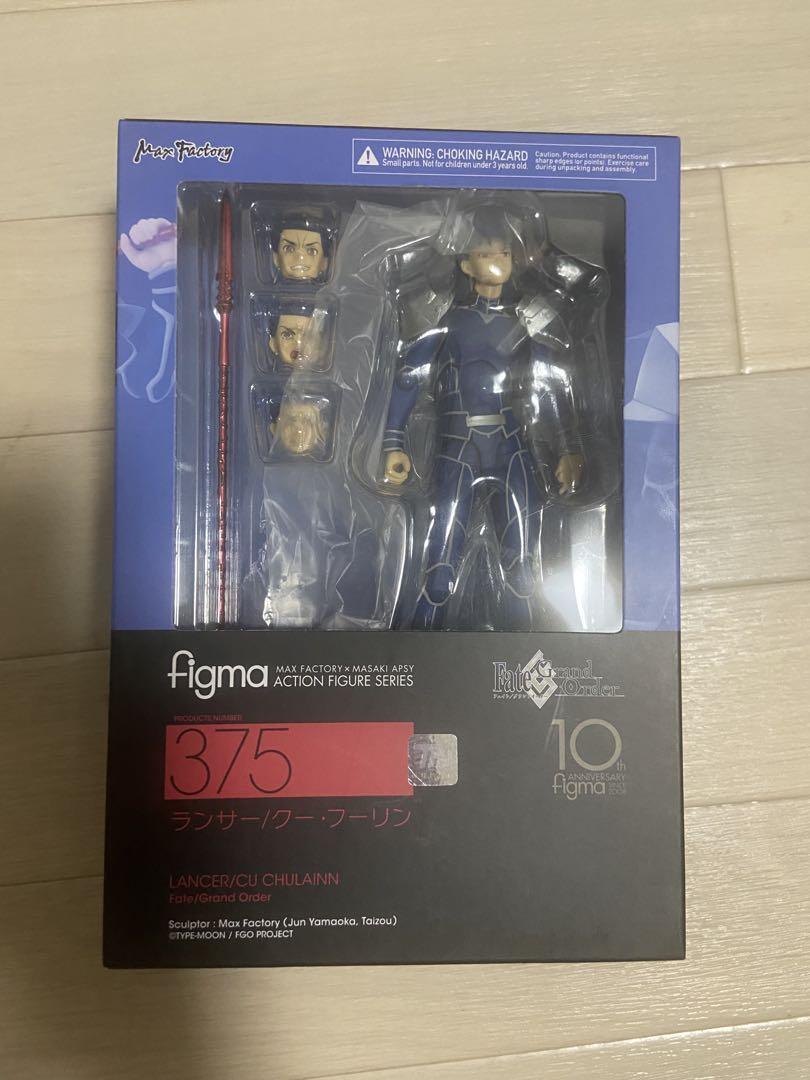 Max Factory
WARNING: CHOKING HAZARD
Small parts. Not for children under 3 years old.
Caution: Product contains functional
sharp edges (or points). Exercise care
during unpacking and assembly.
figma
MAX FACTORY × MASAKI APSY
ACTION FIGURE SERIES
Fate Grand Order
PRODUCTS NUMBER
375
10th
ANNIVERSARY
figma SINCE 2008
ランサー/クー・フーリン
LANCER/CU CHULAINN
Fate/Grand Order
Sculptor : Max Factory (Jun Yamaoka, Taizou)
©TYPE-MOON / FGO PROJECT